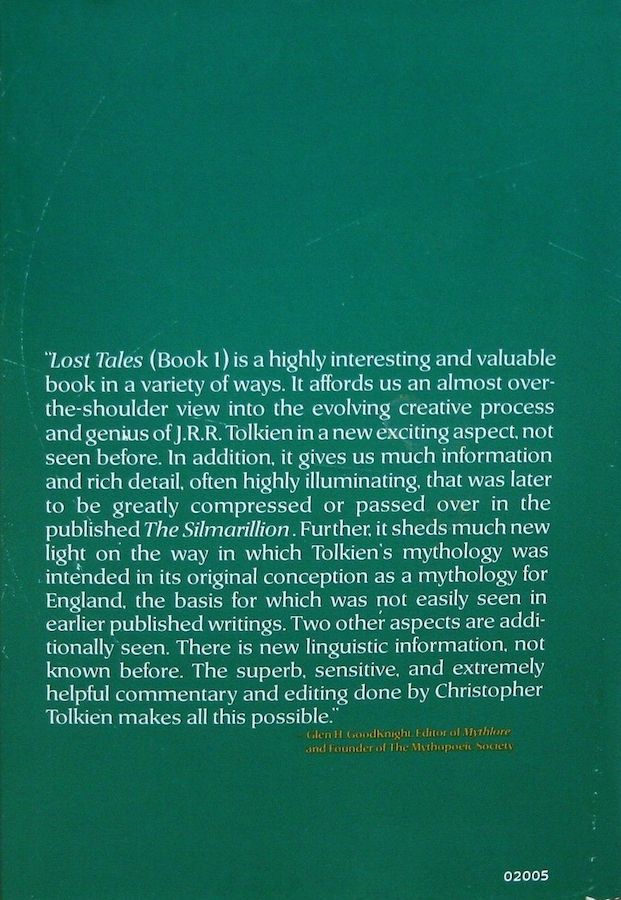 "Lost Tales (Book 1) is a highly interesting and valuable
book in a variety of ways. It affords us an almost over-
the-shoulder view into the evolving creative process
and genius of J.R.R. Tolkien in a new exciting aspect, not
seen before. In addition, it gives us much information
and rich detail, often highly illuminating, that was later
to be greatly compressed or passed over in the
published The Silmarillion. Further, it sheds much new
light on the way in which Tolkien's mythology was
intended in its original conception as a mythology for
England, the basis for which was not easily seen in
earlier published writings. Two other aspects are addi-
tionally seen. There is new linguistic information, not
known before. The superb, sensitive, and extremely
helpful commentary and editing done by Christopher
Tolkien makes all this possible."
– Glen H. GoodKnight, Editor of Mythlore
and Founder of The Mythopoeic Society
02005